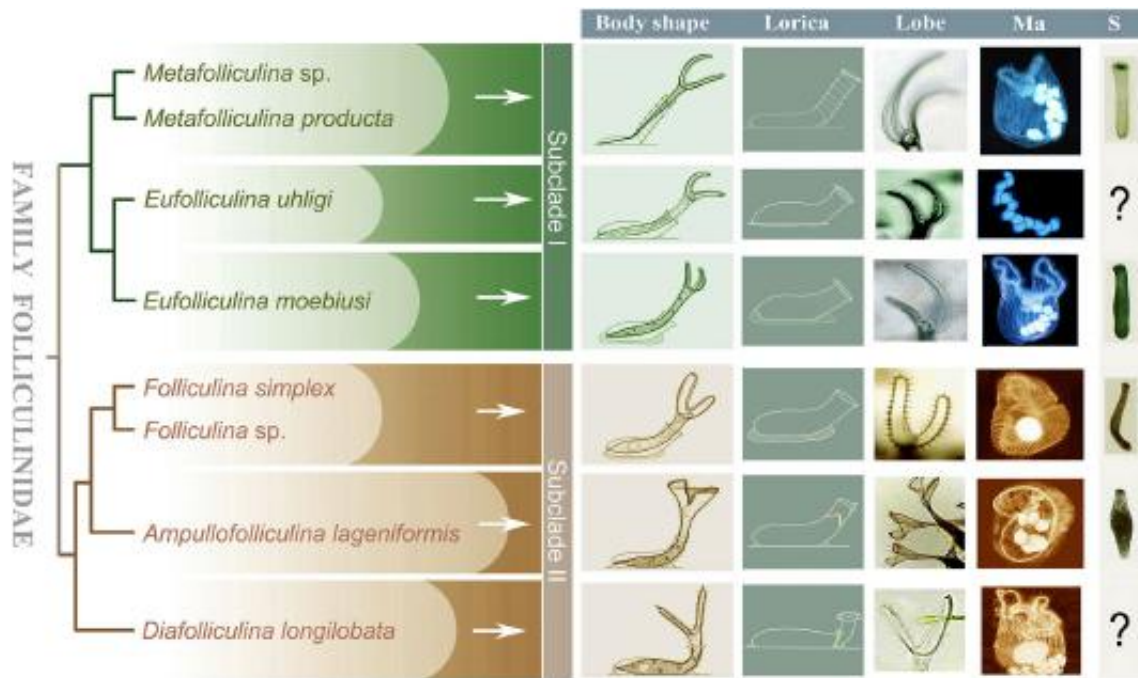 Body shape Lorica Lobe Ma S
FAMILY FOLLICULINIDAE
Metafolliculina sp.
Metafolliculina producta
Eufolliculina uhligi
?
Eufolliculina moebiusi
Subclade I
Folliculina simplex
Folliculina sp.
Ampullofolliculina lageniformis
Diafolliculina longilobata
?
Subclade II